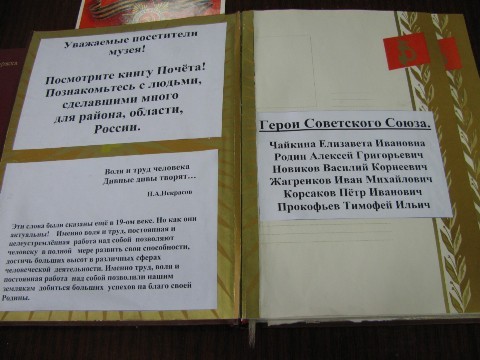 Уважаемые посетители
музея!
Посмотрите книгу Почёта!
Познакомьтесь с людьми,
сделавшими много
для района, области,
России.
Воля и труд человека
Дивные дивы творят…
Н.А.Некрасов
Эти слова были сказаны ещё в 19-ом веке. Но как они
актуальны! Именно воля и труд, постоянная и
целеустремлённая работа над собой позволяют
человеку в полной мере развить свои способности,
достичь больших высот в различных сферах
человеческой деятельности. Именно труд, воля и
постоянная работа над собой позволили нашим
землякам добиться больших успехов на благо своей
Родины.
Герои Советского Союза.
Чайкина Елизавета Ивановна
Родин Алексей Григорьевич
Новиков Василий Корнеевич
Жагренков Иван Михайлович
Корсаков Пётр Иванович
Прокофьев Тимофей Ильич